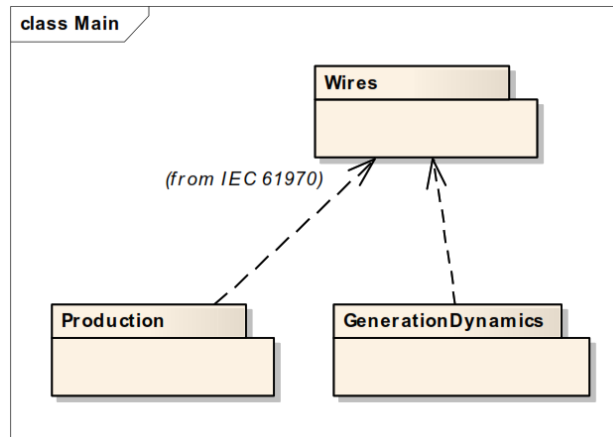 class Main
Wires
(from IEC 61970)
Production
GenerationDynamics